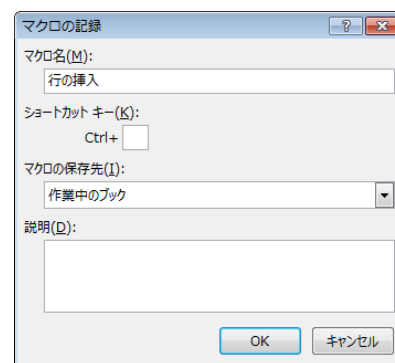 マクロの記録
マクロ名(M):
行の挿入
ショートカット キー(K):
Ctrl+
マクロの保存先(I):
作業中のブック
説明(D):
OK
キャンセル